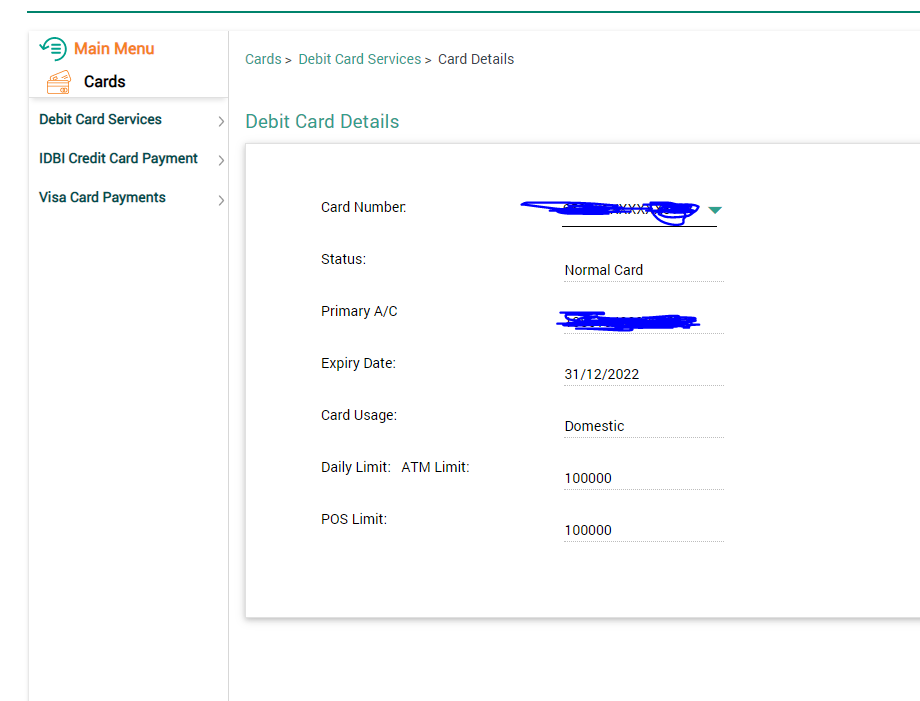 Main Menu
Cards
Debit Card Services
IDBI Credit Card Payment
Visa Card Payments
Cards > Debit Card Services > Card Details
Debit Card Details
Card Number:
Status: Normal Card
Primary A/C
Expiry Date: 31/12/2022
Card Usage: Domestic
Daily Limit: ATM Limit: 100000
POS Limit: 100000